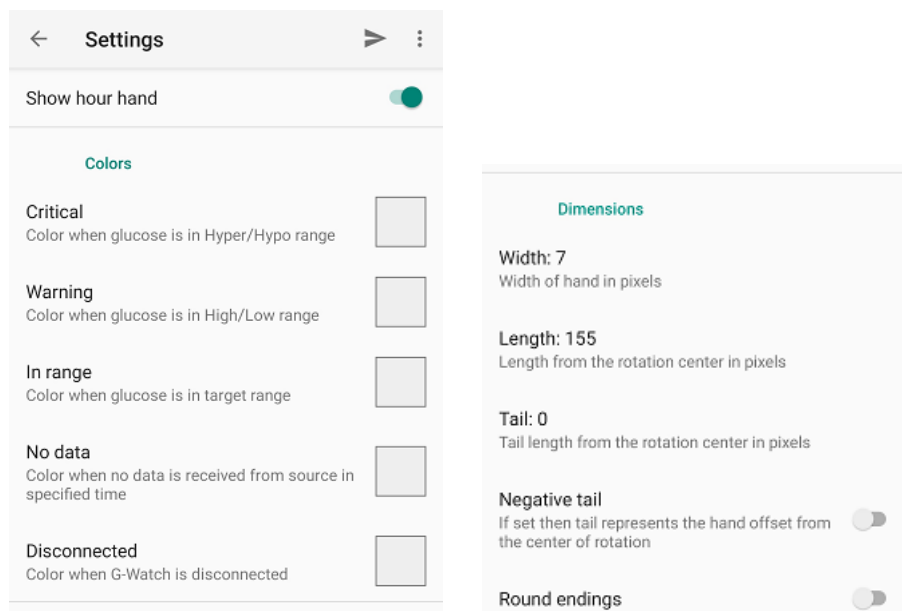 Settings
Show hour hand
Colors
Critical
Color when glucose is in Hyper/Hypo range
Warning
Color when glucose is in High/Low range
In range
Color when glucose is in target range
No data
Color when no data is received from source in
specified time
Disconnected
Color when G-Watch is disconnected
Dimensions
Width: 7
Width of hand in pixels
Length: 155
Length from the rotation center in pixels
Tail: 0
Tail length from the rotation center in pixels
Negative tail
If set then tail represents the hand offset from
the center of rotation
Round endings